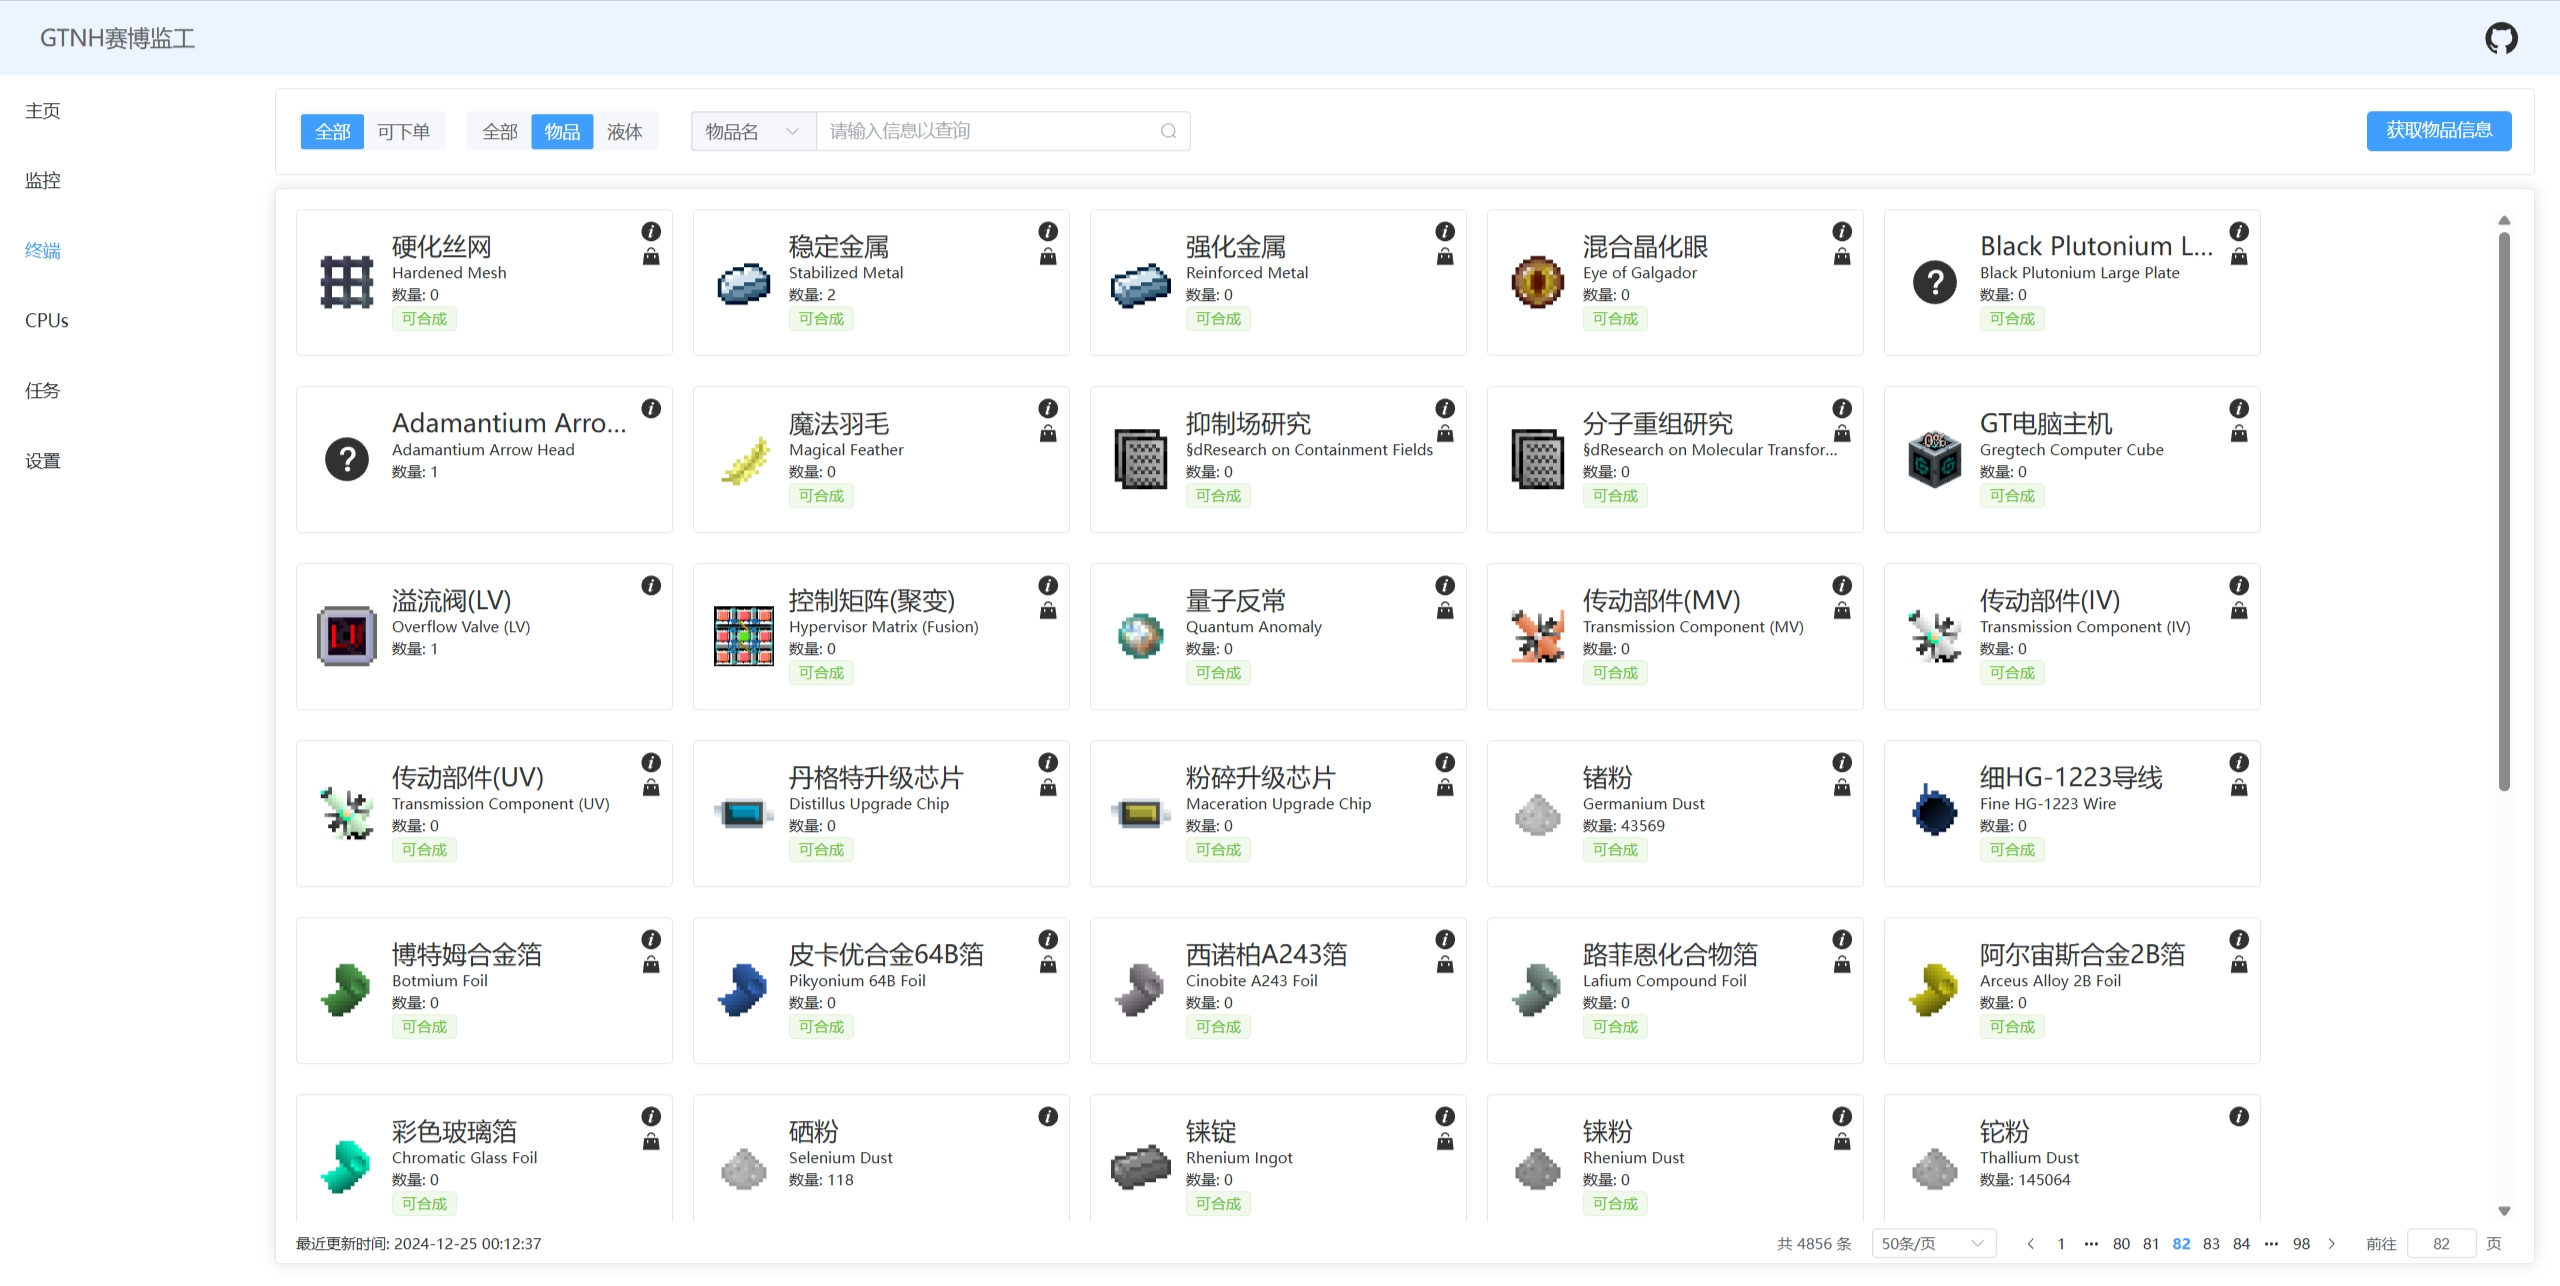 GTNH赛博监工
主页
监控
终端
CPUs
任务
设置
全部 可下单 全部 物品 液体 物品名 请输入信息以查询 获取物品信息
硬化丝网
Hardened Mesh
数量: 0
可合成
稳定金属
Stabilized Metal
数量: 2
可合成
强化金属
Reinforced Metal
数量: 0
可合成
混合晶化眼
Eye of Galgador
数量: 0
可合成
Black Plutonium L...
Black Plutonium Large Plate
数量: 0
可合成
Adamantium Arro...
Adamantium Arrow Head
数量: 1
魔法羽毛
Magical Feather
数量: 0
可合成
抑制场研究
§dResearch on Containment Fields
数量: 0
可合成
分子重组研究
§dResearch on Molecular Transfor...
数量: 0
可合成
GT电脑主机
Gregtech Computer Cube
数量: 0
可合成
溢流阀(LV)
Overflow Valve (LV)
数量: 1
控制矩阵(聚变)
Hypervisor Matrix (Fusion)
数量: 0
可合成
量子反常
Quantum Anomaly
数量: 0
可合成
传动部件(MV)
Transmission Component (MV)
数量: 0
可合成
传动部件(IV)
Transmission Component (IV)
数量: 0
可合成
传动部件(UV)
Transmission Component (UV)
数量: 0
可合成
丹格特升级芯片
Distillus Upgrade Chip
数量: 0
可合成
粉碎升级芯片
Maceration Upgrade Chip
数量: 0
可合成
锗粉
Germanium Dust
数量: 43569
可合成
细HG-1223导线
Fine HG-1223 Wire
数量: 0
可合成
博特姆合金箔
Botmium Foil
数量: 0
可合成
皮卡优合金64B箔
Pikyonium 64B Foil
数量: 0
可合成
西诺柏A243箔
Cinobite A243 Foil
数量: 0
可合成
路菲恩化合物箔
Lafium Compound Foil
数量: 0
可合成
阿尔宙斯合金2B箔
Arceus Alloy 2B Foil
数量: 0
可合成
彩色玻璃箔
Chromatic Glass Foil
数量: 0
可合成
硒粉
Selenium Dust
数量: 118
铼锭
Rhenium Ingot
数量: 0
可合成
铼粉
Rhenium Dust
数量: 0
可合成
铊粉
Thallium Dust
数量: 145064
最近更新时间: 2024-12-25 00:12:37
共 4856 条 50条/页 1 ··· 80 81 82 83 84 ··· 98 前往 82 页